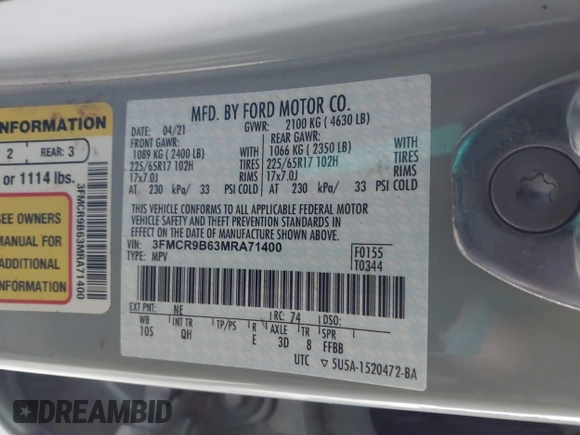 NFORMATION
2 REAR: 3
or 1114 lbs.
SEE OWNERS
MANUAL FOR
ADDITIONAL
NFORMATION
3FMCR9B63MRA71400
MFD. BY FORD MOTOR CO.
DATE: 04/21 GVWR: 2100 KG ( 4630 LB)
FRONT GAWR: REAR GAWR:
1089 KG ( 2400 LB) WITH 1066 KG ( 2350 LB) WITH
225/65R17 102H TIRES 225/65R17 102H TIRES
17x7.0J RIMS 17x7.0J RIMS
AT 230 kPa/ 33 PSI COLD AT 230 kPa/ 33 PSI COLD
THIS VEHICLE CONFORMS TO ALL APPLICABLE FEDERAL MOTOR
VEHICLE SAFETY AND THEFT PREVENTION STANDARDS IN
EFFECT ON THE DATE OF MANUFACTURE SHOWN ABOVE.
VIN: 3FMCR9B63MRA71400 F0155
TYPE: MPV T0344
EXT PNT: NE RC: 74 DSO:
WB INT TR TP/PS R AXLE TR SPR
105 QH E 3D 8 FFBB
UTC ▽ 5U5A-1520472-BA
DREAMBID